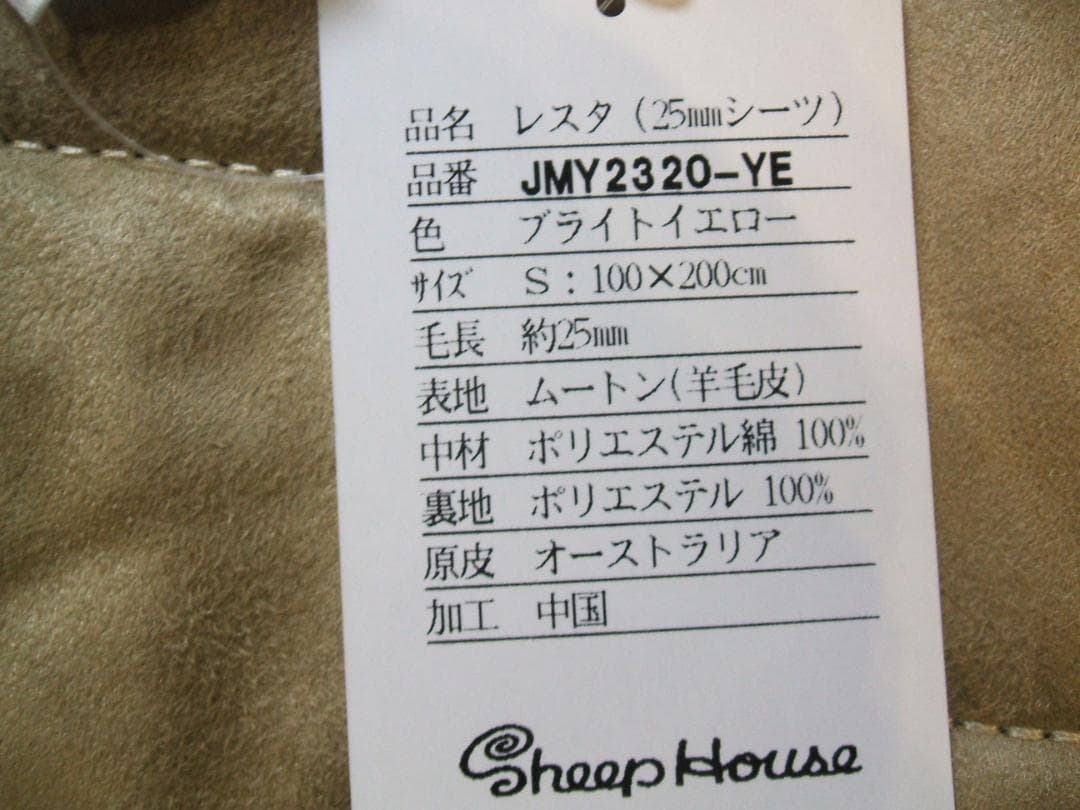 品名 レスタ（25mmシーツ）
品番 JMY2320-YE
色 ブライトイエロー
サイズ S：100×200cm
毛長 約25mm
表地 ムートン(羊毛皮)
中材 ポリエステル綿 100%
裏地 ポリエステル 100%
原皮 オーストラリア
加工 中国
Sheep House